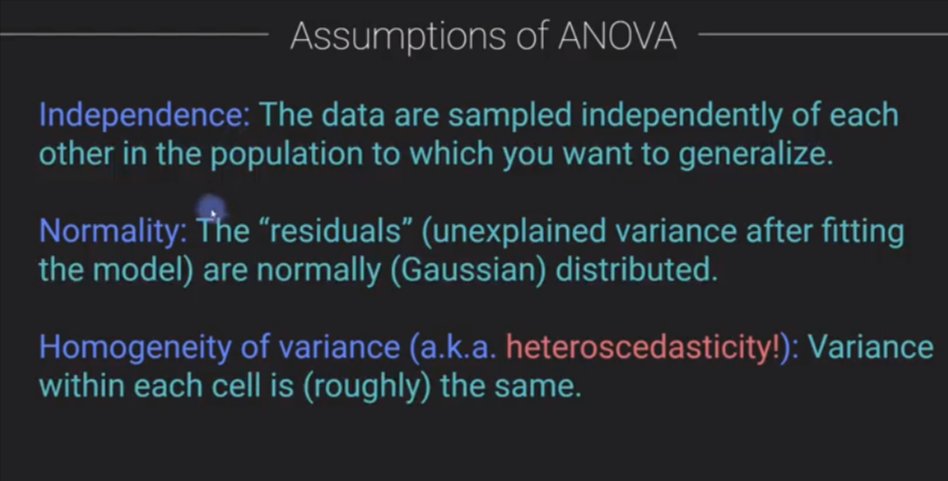 Assumptions of ANOVA
Independence: The data are sampled independently of each
other in the population to which you want to generalize.
Normality: The “residuals” (unexplained variance after fitting
the model) are normally (Gaussian) distributed.
Homogeneity of variance (a.k.a. heteroscedasticity!): Variance
within each cell is (roughly) the same.